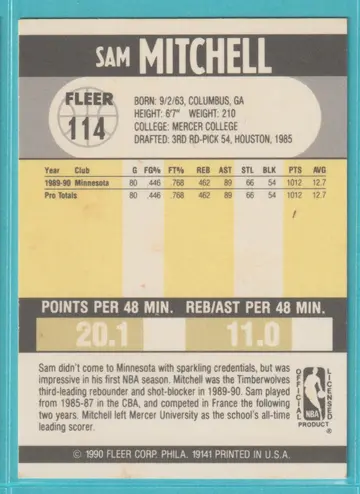 SAM MITCHELL
FLEER
114
BORN: 9/2/63, COLUMBUS, GA
HEIGHT: 6'7" WEIGHT: 210
COLLEGE: MERCER COLLEGE
DRAFTED: 3RD RD-PICK 54, HOUSTON, 1985
Year Club G FG% FT% REB AST STL BLK PTS AVG
1989-90 Minnesota 80 .446 .768 462 89 66 54 1012 12.7
Pro Totals 80 .446 .768 462 89 66 54 1012 12.7
POINTS PER 48 MIN. REB/AST PER 48 MIN.
20.1 11.0
Sam didn't come to Minnesota with sparkling credentials, but was
impressive in his first NBA season. Mitchell was the Timberwolves
third-leading rebounder and shot-blocker in 1989-90. Sam played
from 1985-87 in the CBA, and competed in France the following
two years. Mitchell left Mercer University as the school's all-time
leading scorer.
OFFICIAL
LICENSED
NBA
PRODUCT
®
© 1990 FLEER CORP. PHILA. 19141 PRINTED IN U.S.A.